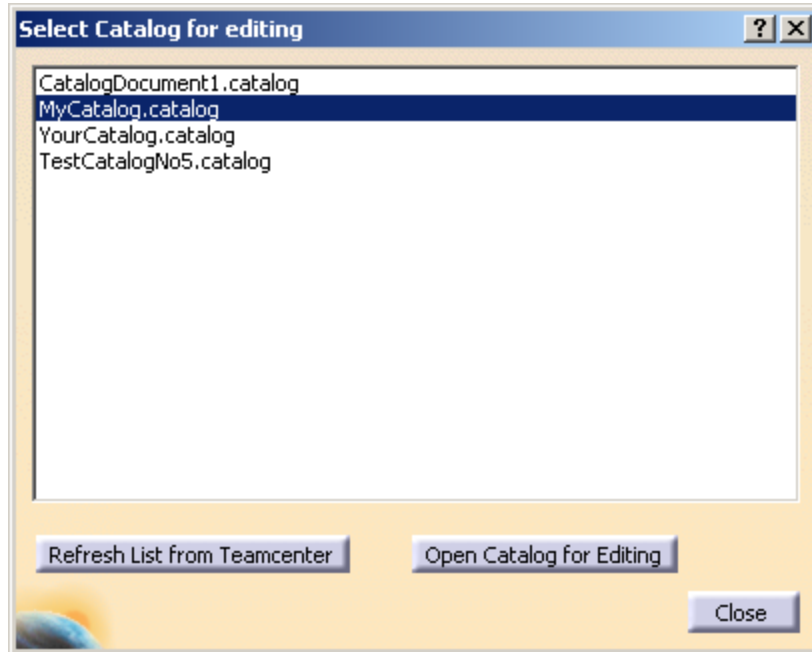 Select Catalog for editing
CatalogDocument1.catalog
MyCatalog.catalog
YourCatalog.catalog
TestCatalogNo5.catalog
Refresh List from Teamcenter
Open Catalog for Editing
Close